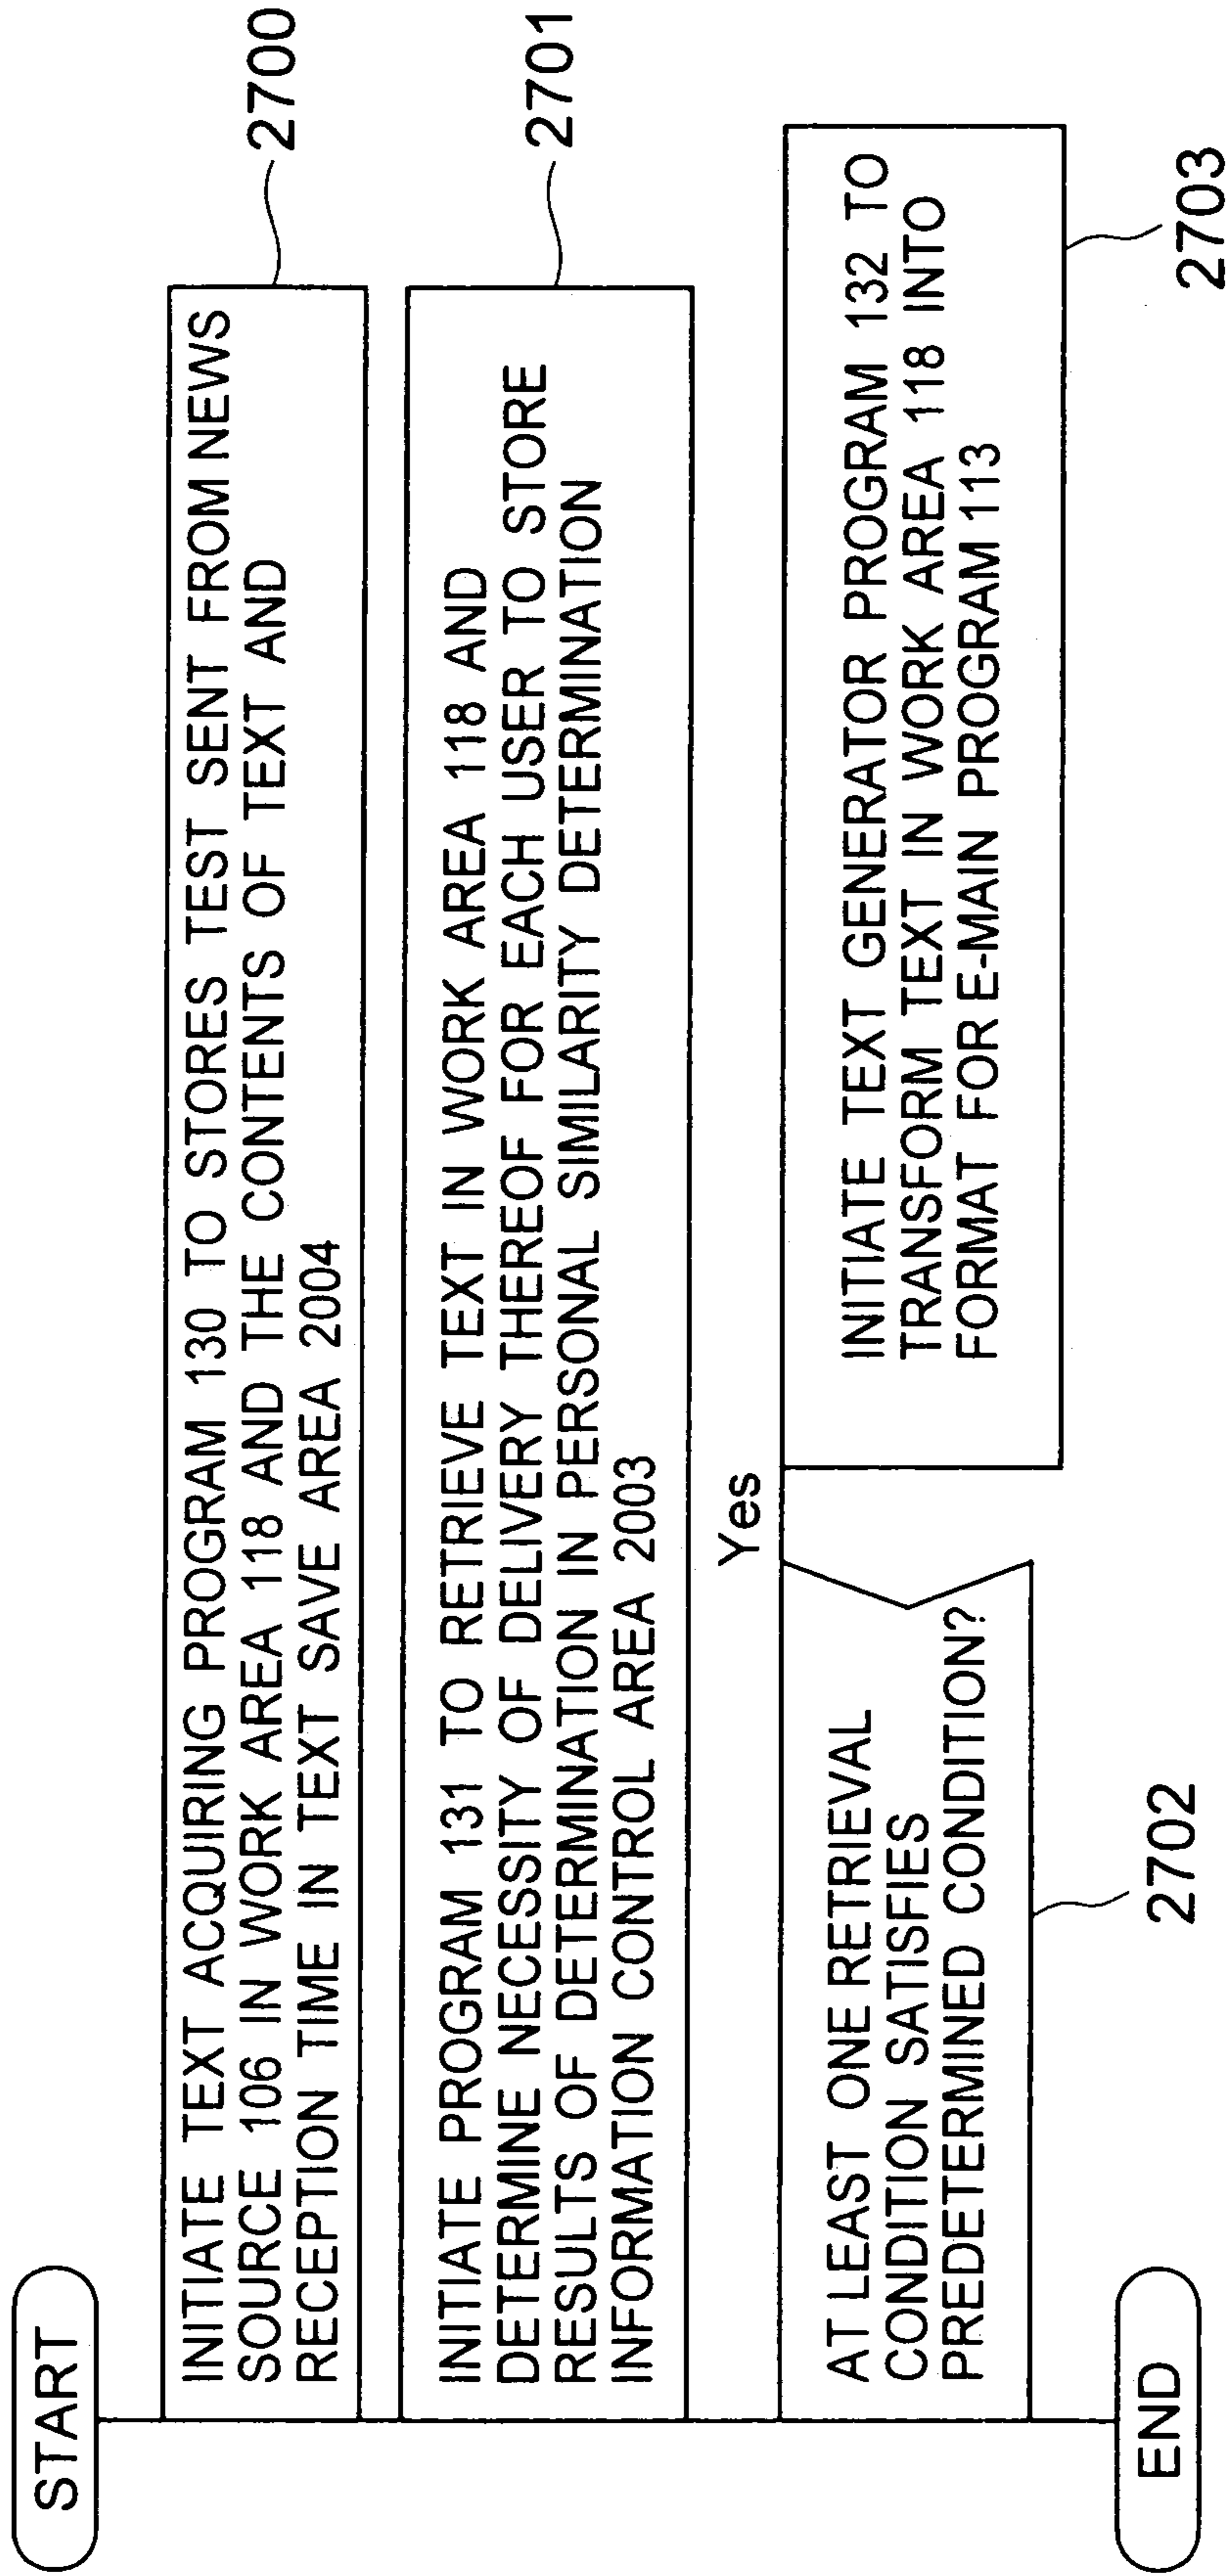 START
INITIATE TEXT ACQUIRING PROGRAM 130 TO STORES TEST SENT FROM NEWS
SOURCE 106 IN WORK AREA 118 AND THE CONTENTS OF TEXT AND
RECEPTION TIME IN TEXT SAVE AREA 2004
2700
INITIATE PROGRAM 131 TO RETRIEVE TEXT IN WORK AREA 118 AND
DETERMINE NECESSITY OF DELIVERY THEREOF FOR EACH USER TO STORE
RESULTS OF DETERMINATION IN PERSONAL SIMILARITY DETERMINATION
INFORMATION CONTROL AREA 2003
2701
AT LEAST ONE RETRIEVAL
CONDITION SATISFIES
PREDETERMINED CONDITION?
2702
Yes
INITIATE TEXT GENERATOR PROGRAM 132 TO
TRANSFORM TEXT IN WORK AREA 118 INTO
FORMAT FOR E-MAIN PROGRAM 113
2703
END